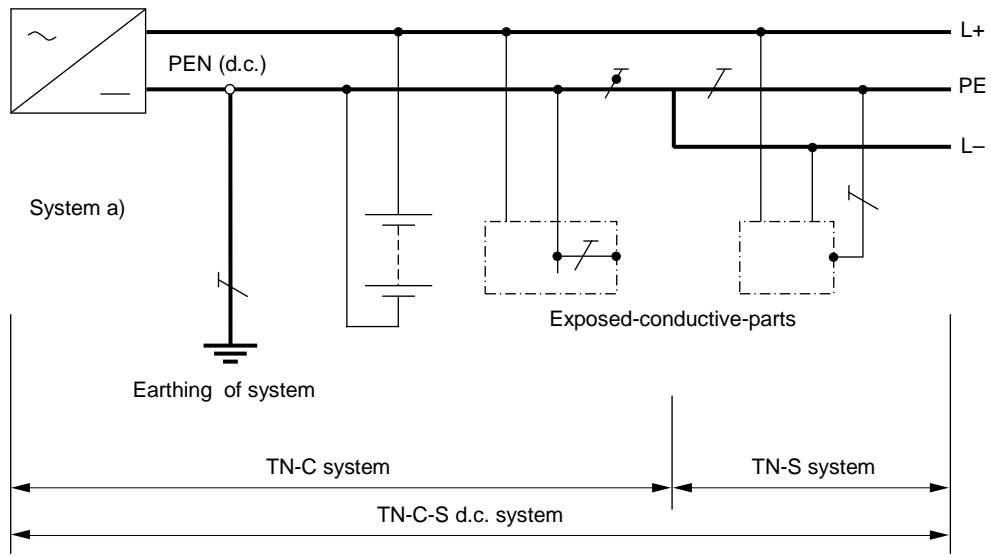 L+
PEN (d.c.)
PE
L–
System a)
Exposed-conductive-parts
Earthing of system
TN-C system
TN-S system
TN-C-S d.c. system